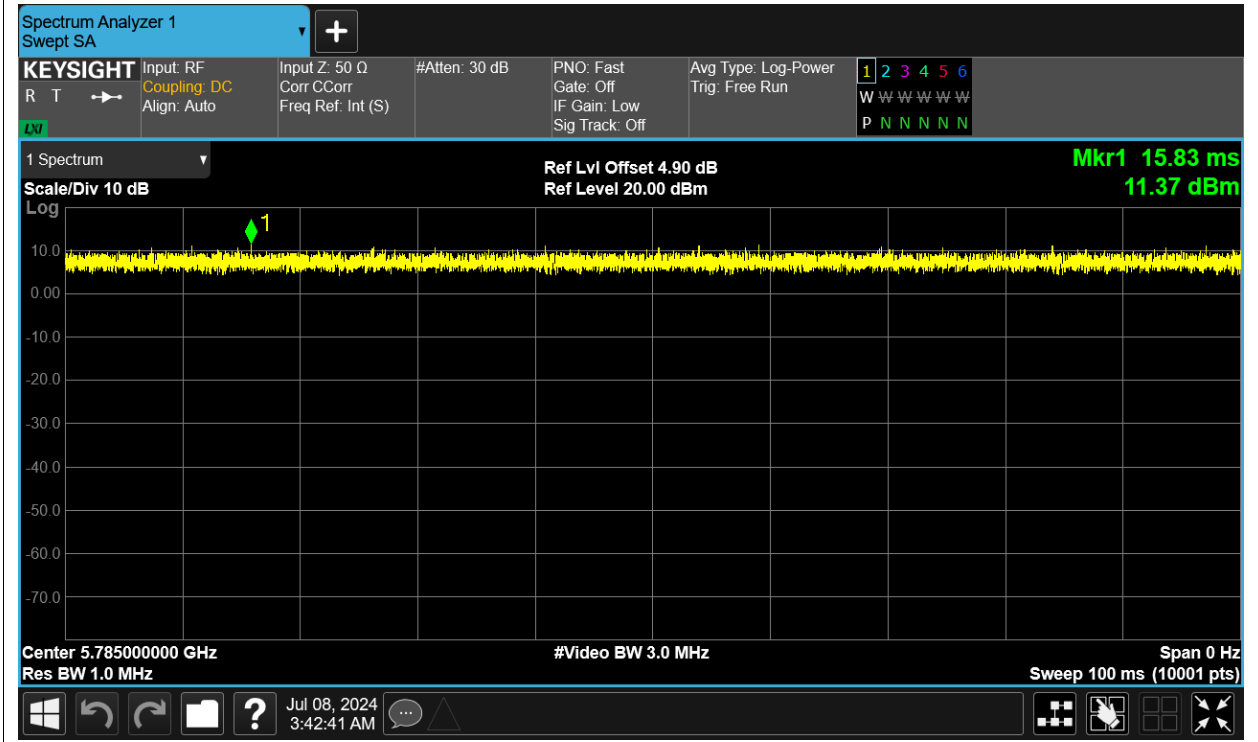 Spectrum Analyzer 1
Swept SA
KEYSIGHT
R T
LXI
Input: RF
Coupling: DC
Align: Auto
Input Z: 50 Ω
Corr CCorr
Freq Ref: Int (S)
#Atten: 30 dB
PNO: Fast
Gate: Off
IF Gain: Low
Sig Track: Off
Avg Type: Log-Power
Trig: Free Run
1 2 3 4 5 6
W W W W W W
P N N N N N
1 Spectrum
Scale/Div 10 dB
Log
Ref Lvl Offset 4.90 dB
Ref Level 20.00 dBm
Mkr1 15.83 ms
11.37 dBm
1
10.0
0.00
-10.0
-20.0
-30.0
-40.0
-50.0
-60.0
-70.0
Center 5.785000000 GHz
Res BW 1.0 MHz
#Video BW 3.0 MHz
Span 0 Hz
Sweep 100 ms (10001 pts)
?
Jul 08, 2024
3:42:41 AM